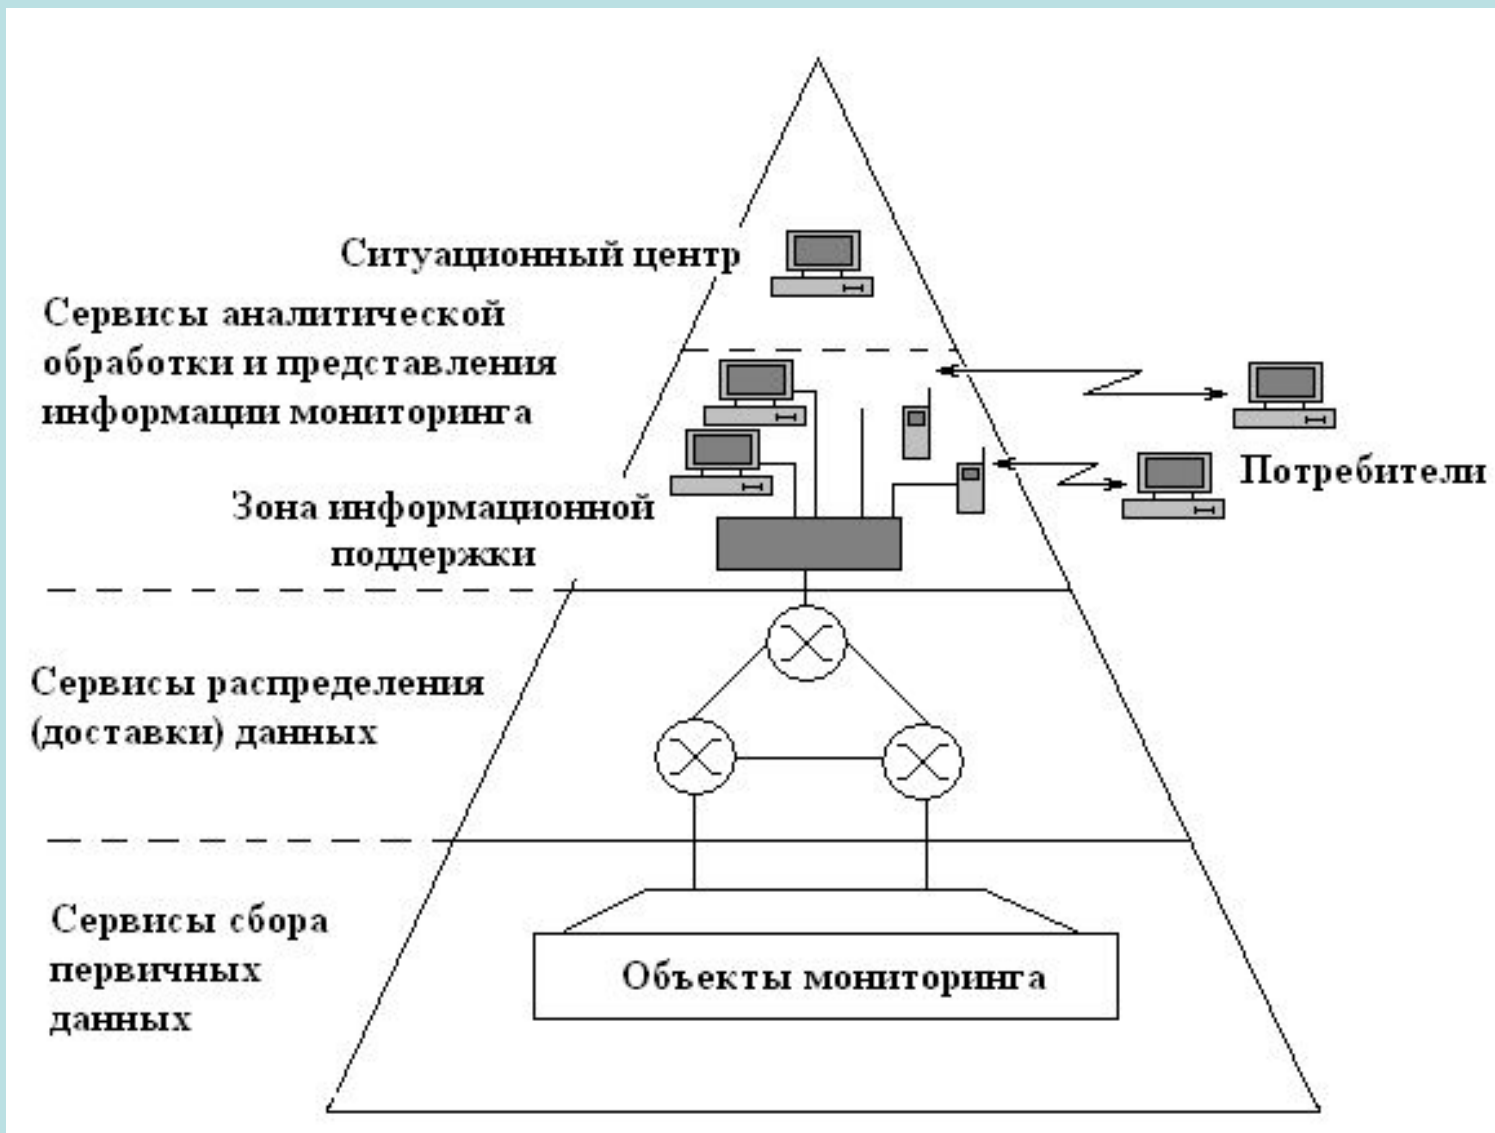 Ситуационный центр
Сервисы аналитической
обработки и представления
информации мониторинга
Потребители
Зона информационной
поддержки
Сервисы распределения
(доставки) данных
Сервисы сбора
первичных
данных
Объекты мониторинга